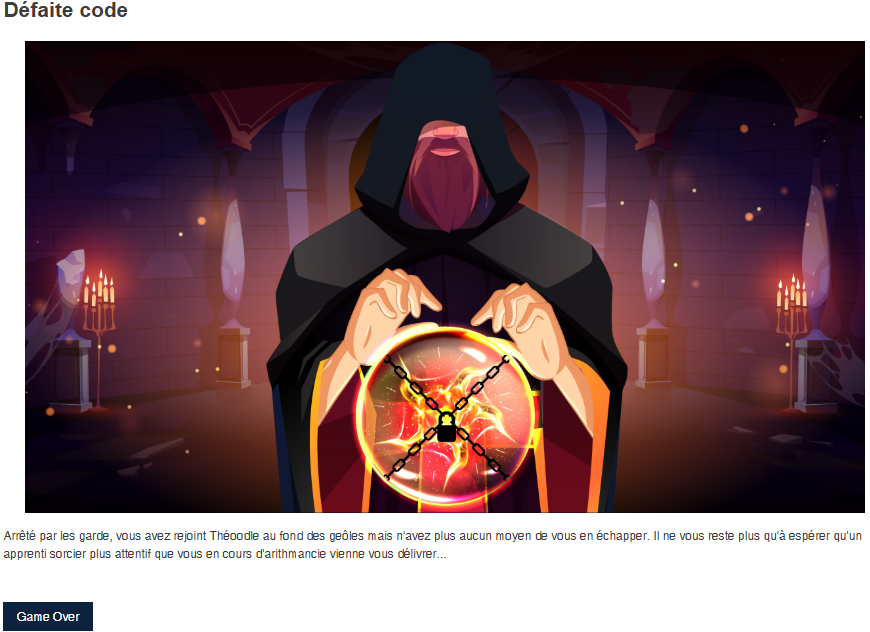 Défaite code
Arrêté par les garde, vous avez rejoint Théoodle au fond des geôles mais n'avez plus aucun moyen de vous en échapper. Il ne vous reste plus qu'à espérer qu'un
apprenti sorcier plus attentif que vous en cours d'arithmancie vienne vous délivrer...
Game Over